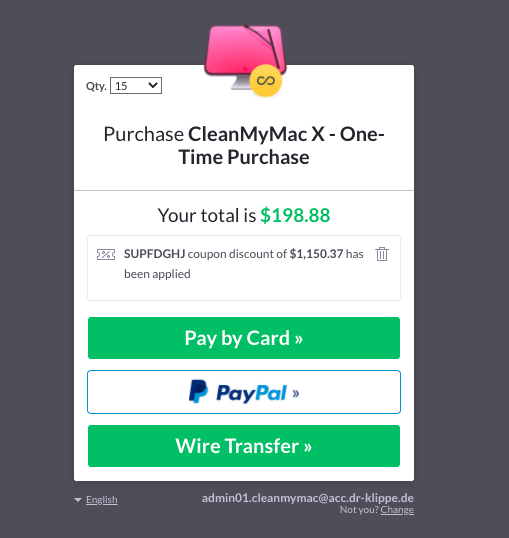 Qty. 15
Purchase CleanMyMac X - One-
Time Purchase
Your total is $198.88
SUPFDGHJ coupon discount of $1,150.37 has
been applied
Pay by Card »
PayPal »
Wire Transfer »
English
admin01.cleanmymac@acc.dr-klippe.de
Not you? Change